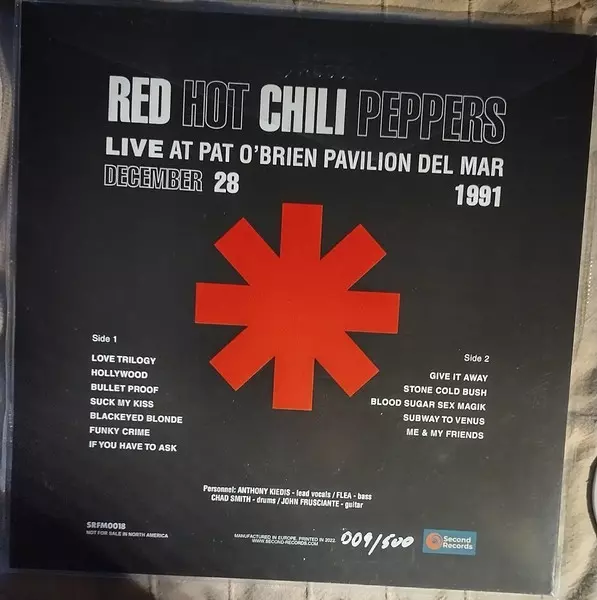 RED HOT CHILI PEPPERS
LIVE AT PAT O'BRIEN PAVILION DEL MAR
DECEMBER 28 1991
Side 1
LOVE TRILOGY
HOLLYWOOD
BULLET PROOF
SUCK MY KISS
BLACKEYED BLONDE
FUNKY CRIME
IF YOU HAVE TO ASK
Side 2
GIVE IT AWAY
STONE COLD BUSH
BLOOD SUGAR SEX MAGIK
SUBWAY TO VENUS
ME & MY FRIENDS
Personnel: ANTHONY KIEDIS - lead vocals / FLEA - bass
CHAD SMITH - drums / JOHN FRUSCIANTE - guitar
SRFM0018
NOT FOR SALE IN NORTH AMERICA
MANUFACTURED IN EUROPE. PRINTED IN 2022.
WWW.SECOND-RECORDS.COM
009/500
Second
Records